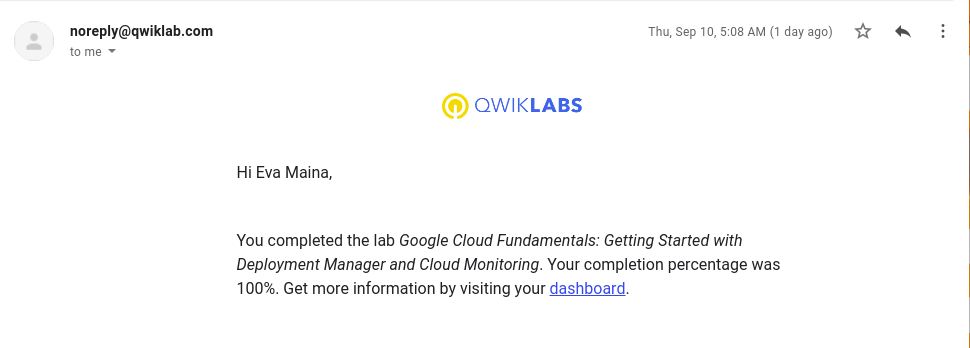 noreply@qwiklab.com
Thu, Sep 10, 5:08 AM (1 day ago)
to me
QWIKLABS
Hi Eva Maina,
You completed the lab Google Cloud Fundamentals: Getting Started with
Deployment Manager and Cloud Monitoring. Your completion percentage was
100%. Get more information by visiting your dashboard.